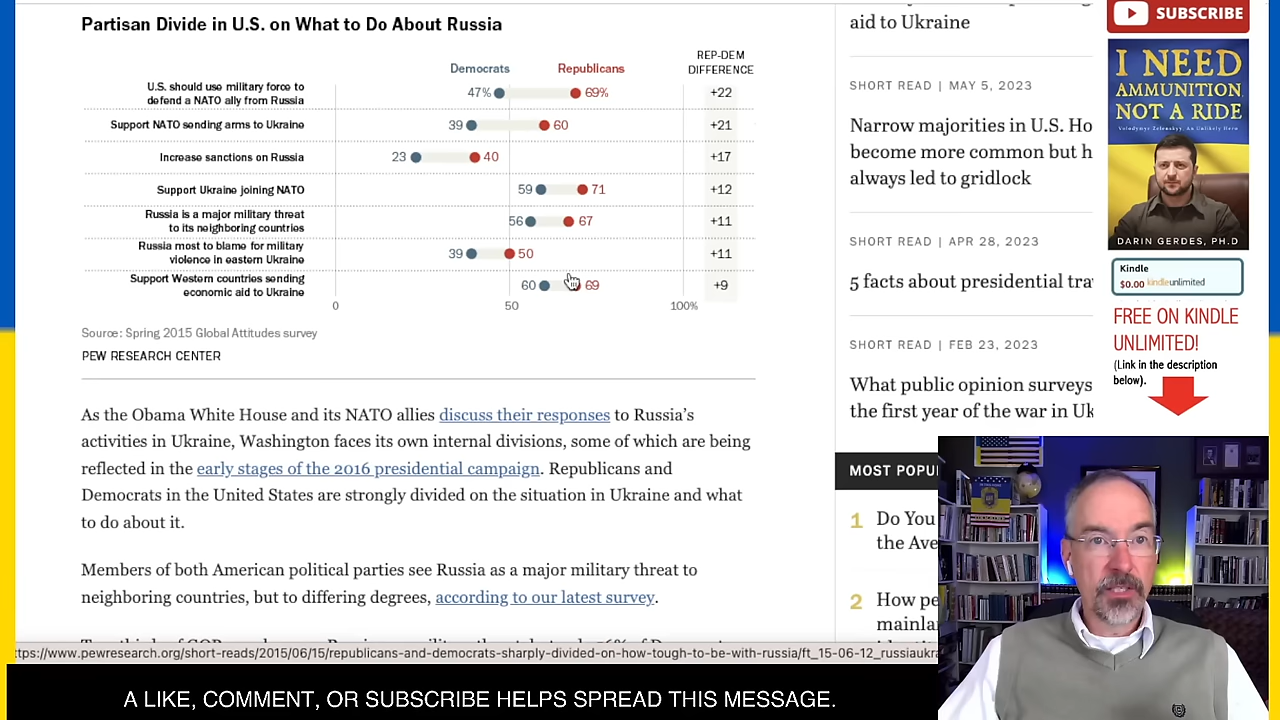 Partisan Divide in U.S. on What to Do About Russia
Democrats
Republicans
REP-DEM
DIFFERENCE
U.S. should use military force to
defend a NATO ally from Russia
47%
69%
+22
Support NATO sending arms to Ukraine
39
60
+21
Increase sanctions on Russia
23
40
+17
Support Ukraine joining NATO
59
71
+12
Russia is a major military threat
to its neighboring countries
56
67
+11
Russia most to blame for military
violence in eastern Ukraine
39
50
+11
Support Western countries sending
economic aid to Ukraine
60
69
+9
0
50
100%
Source: Spring 2015 Global Attitudes survey
PEW RESEARCH CENTER
As the Obama White House and its NATO allies discuss their responses to Russia's
activities in Ukraine, Washington faces its own internal divisions, some of which are being
reflected in the early stages of the 2016 presidential campaign. Republicans and
Democrats in the United States are strongly divided on the situation in Ukraine and what
to do about it.
Members of both American political parties see Russia as a major military threat to
neighboring countries, but to differing degrees, according to our latest survey.
ttps://www.pewresearch.org/short-reads/2015/06/15/republicans-and-democrats-sharply-divided-on-how-tough-to-be-with-russia/ft_15-06-12_russiaukra
A LIKE, COMMENT, OR SUBSCRIBE HELPS SPREAD THIS MESSAGE.
aid to Ukraine
SHORT READ | MAY 5, 2023
Narrow majorities in U.S. Ho
become more common but h
always led to gridlock
SHORT READ | APR 28, 2023
5 facts about presidential tra
SHORT READ | FEB 23, 2023
What public opinion surveys
the first year of the war in Uk
MOST POPU
1 Do You
the Ave
2 How pe
mainla
SUBSCRIBE
I NEED
AMMUNITION,
NOT A RIDE
Volodymyr Zelenskyy, An Unlikely Hero
DARIN GERDES, PH.D
Kindle
$0.00 kindleunlimited
FREE ON KINDLE
UNLIMITED!
(Link in the description
below).